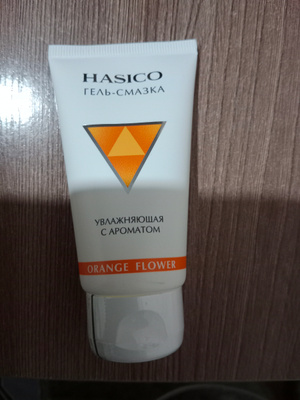 HASICO
ГЕЛЬ-СМАЗКА
УВЛАЖНЯЮЩАЯ
С АРОМАТОМ
ORANGE FLOWER